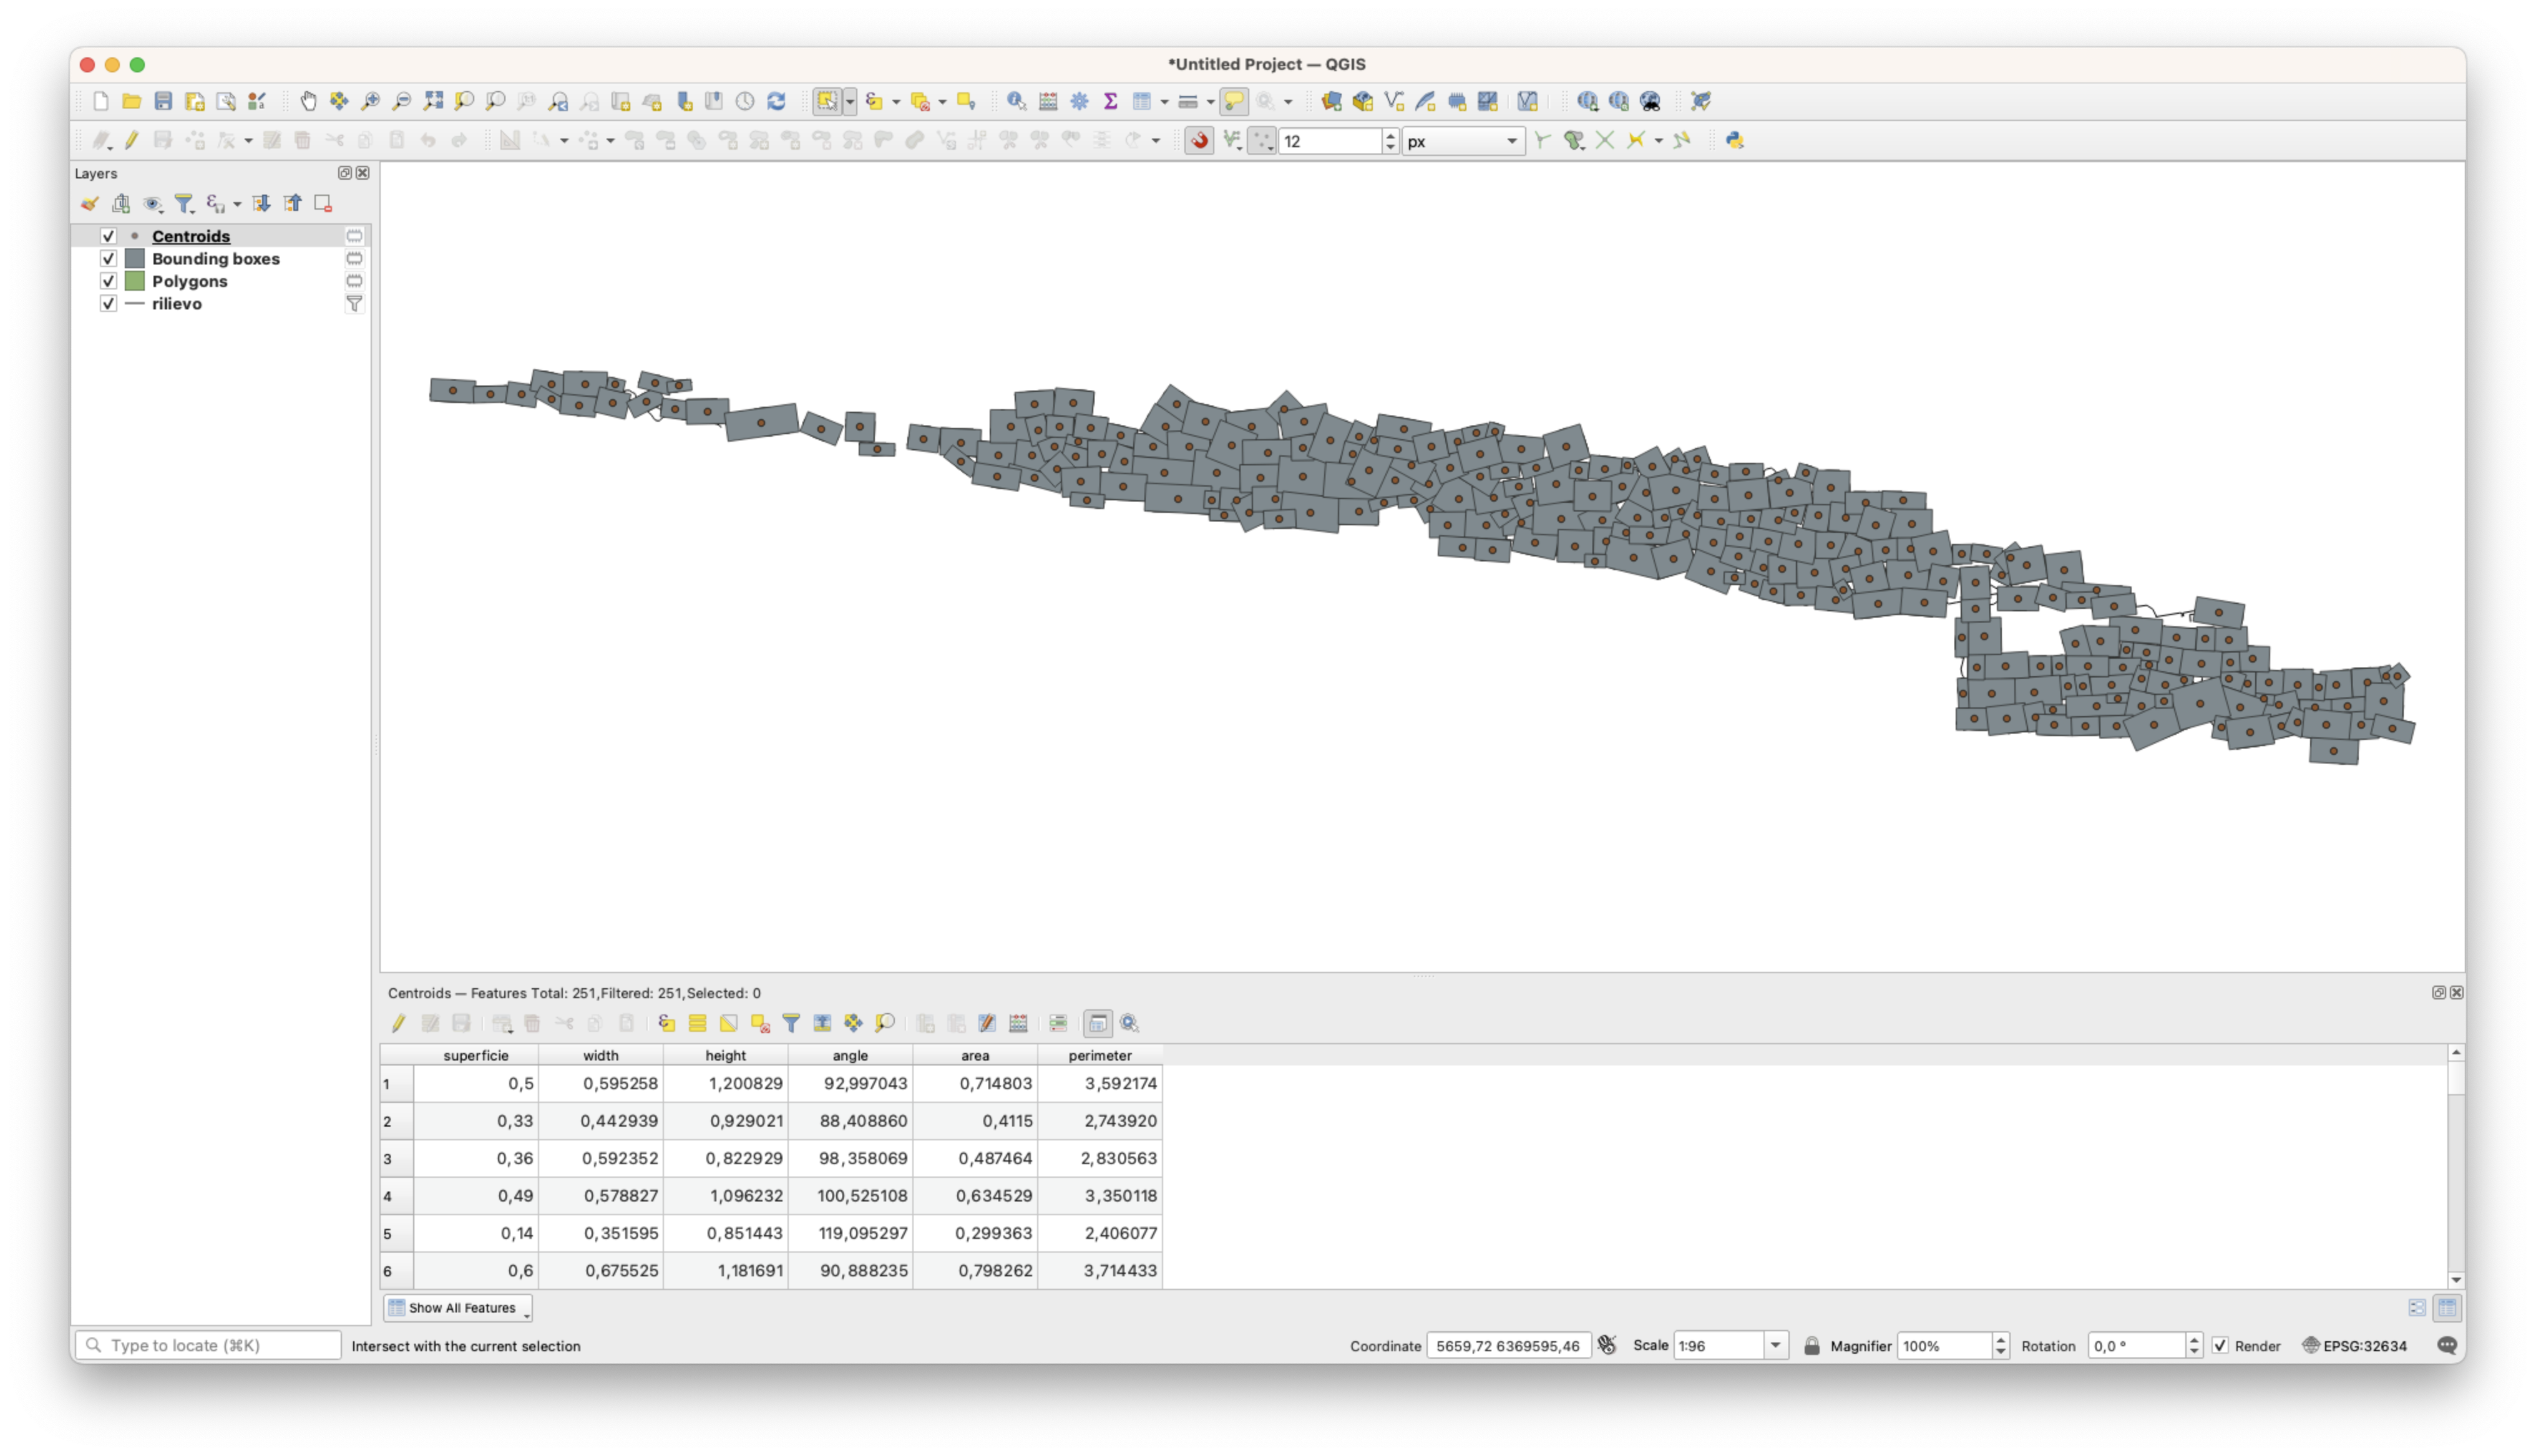 *Untitled Project — QGIS
12
px
Layers
Centroids
Bounding boxes
Polygons
rilievo
Centroids — Features Total: 251, Filtered: 251, Selected: 0
superficie width height angle area perimeter
1 0,5 0,595258 1,200829 92,997043 0,714803 3,592174
2 0,33 0,442939 0,929021 88,408860 0,4115 2,743920
3 0,36 0,592352 0,822929 98,358069 0,487464 2,830563
4 0,49 0,578827 1,096232 100,525108 0,634529 3,350118
5 0,14 0,351595 0,851443 119,095297 0,299363 2,406077
6 0,6 0,675525 1,181691 90,888235 0,798262 3,714433
Show All Features
Type to locate (⌘K) Intersect with the current selection Coordinate 5659,72 6369595,46 Scale 1:96 Magnifier 100% Rotation 0,0 ° Render EPSG:32634